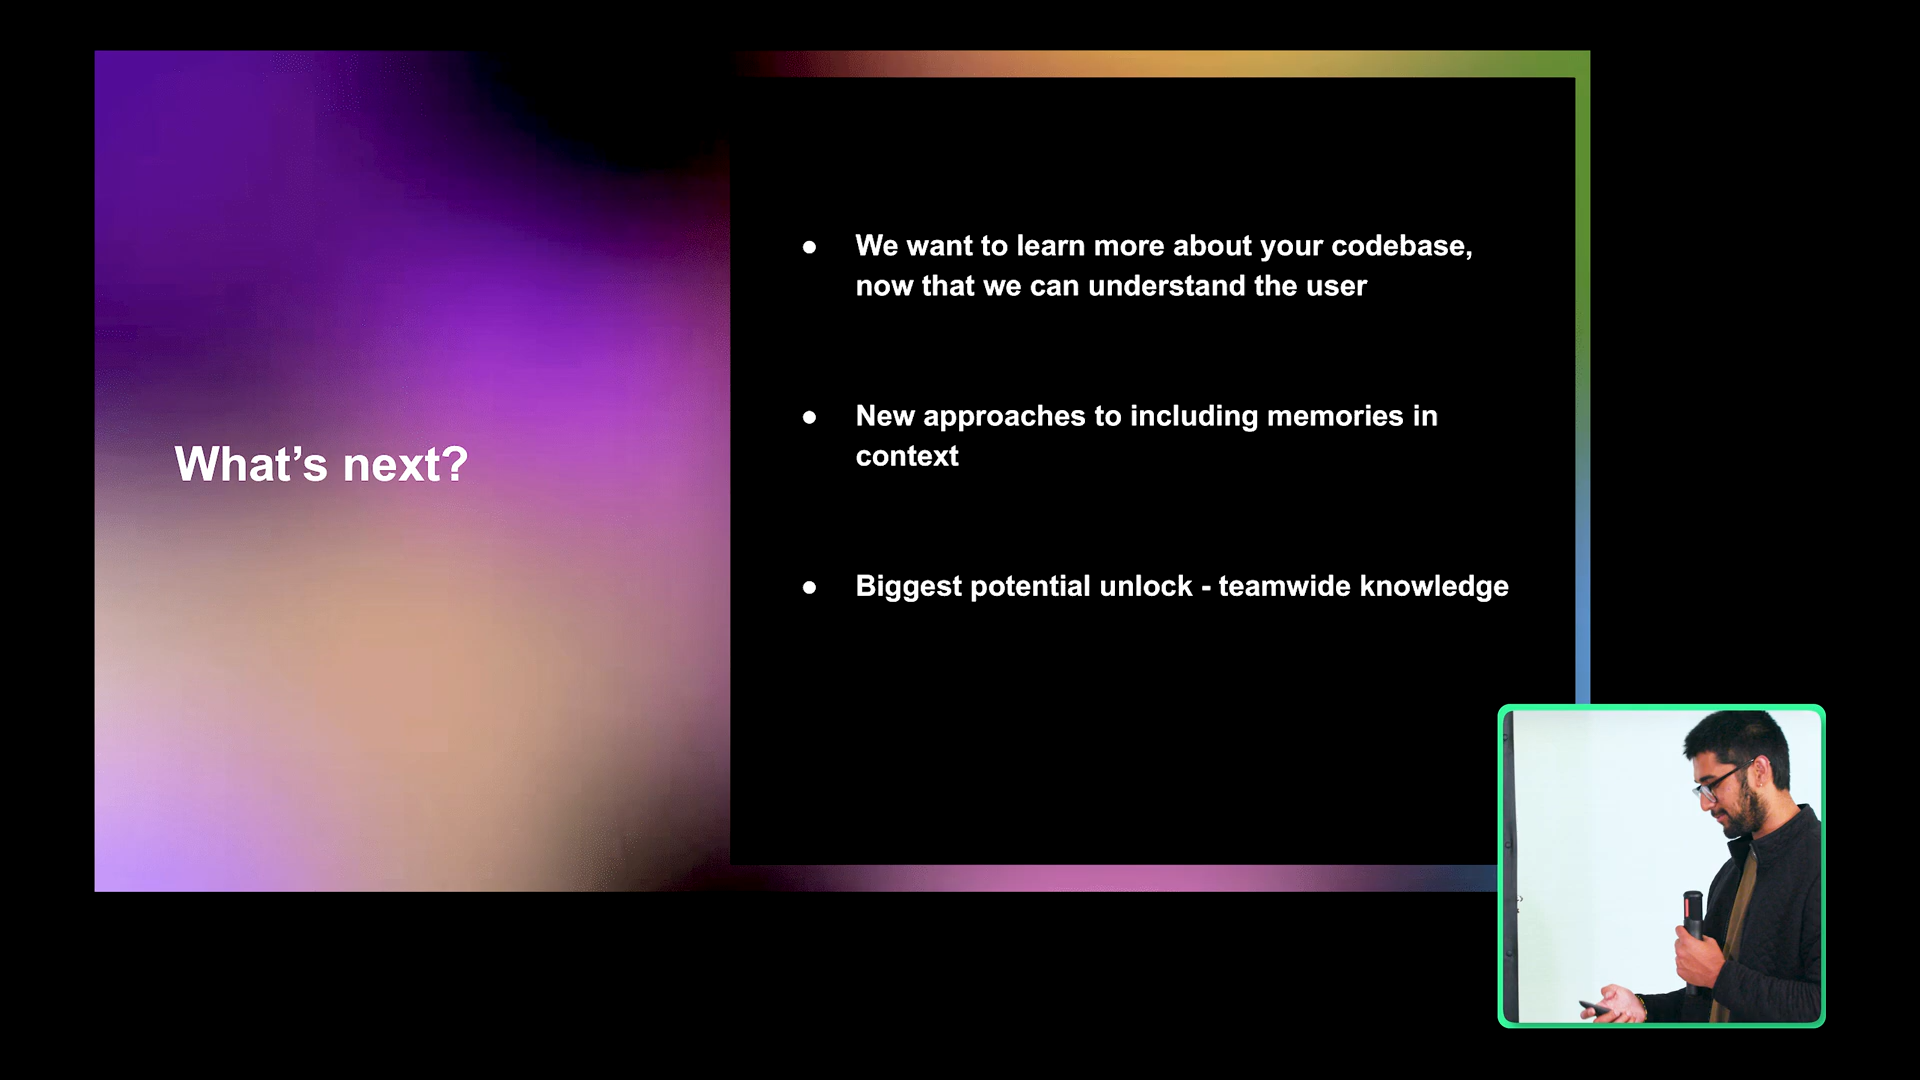 What’s next?
● We want to learn more about your codebase,
now that we can understand the user
● New approaches to including memories in
context
● Biggest potential unlock - teamwide knowledge